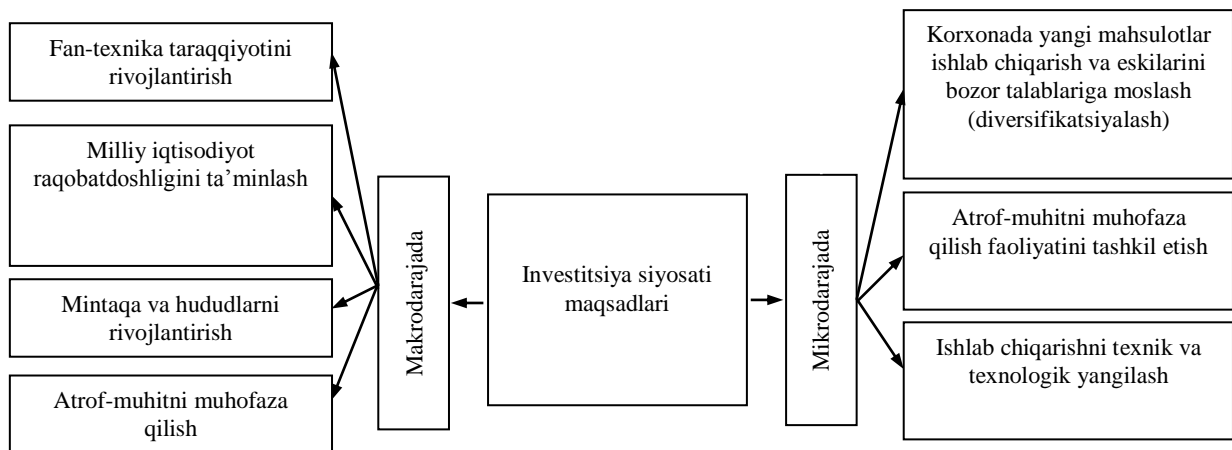 Fan-texnika taraqqiyotini
rivojlantirish
Milliy iqtisodiyot
raqobatdoshligini ta’minlash
Mintaqa va hududlarni
rivojlantirish
Atrof-muhitni muhofaza
qilish
Makrodarajada
Investitsiya siyosati
maqsadlari
Mikrodarajada
Korxonada yangi mahsulotlar
ishlab chiqarish va eskilarini
bozor talablariga moslash
(diversifikatsiyalash)
Atrof-muhitni muhofaza
qilish faoliyatini tashkil etish
Ishlab chiqarishni texnik va
texnologik yangilash